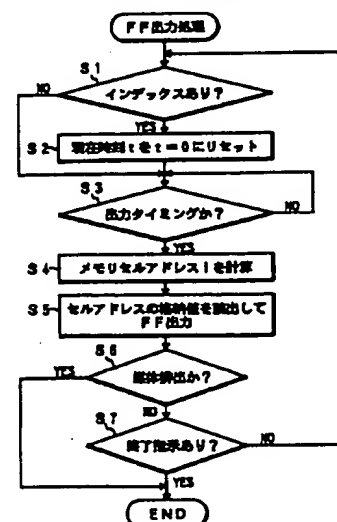 FF出力処理
S1
インデックスあり?
NO
YES
S2
現在時刻tをt=0にリセット
S3
出力タイミングか?
NO
YES
S4
メモリセルアドレスiを計算
S5
セルアドレスの格納値を読出して
FF出力
S6
YES
媒体排出か?
NO
S7
終了指示あり?
NO
YES
END